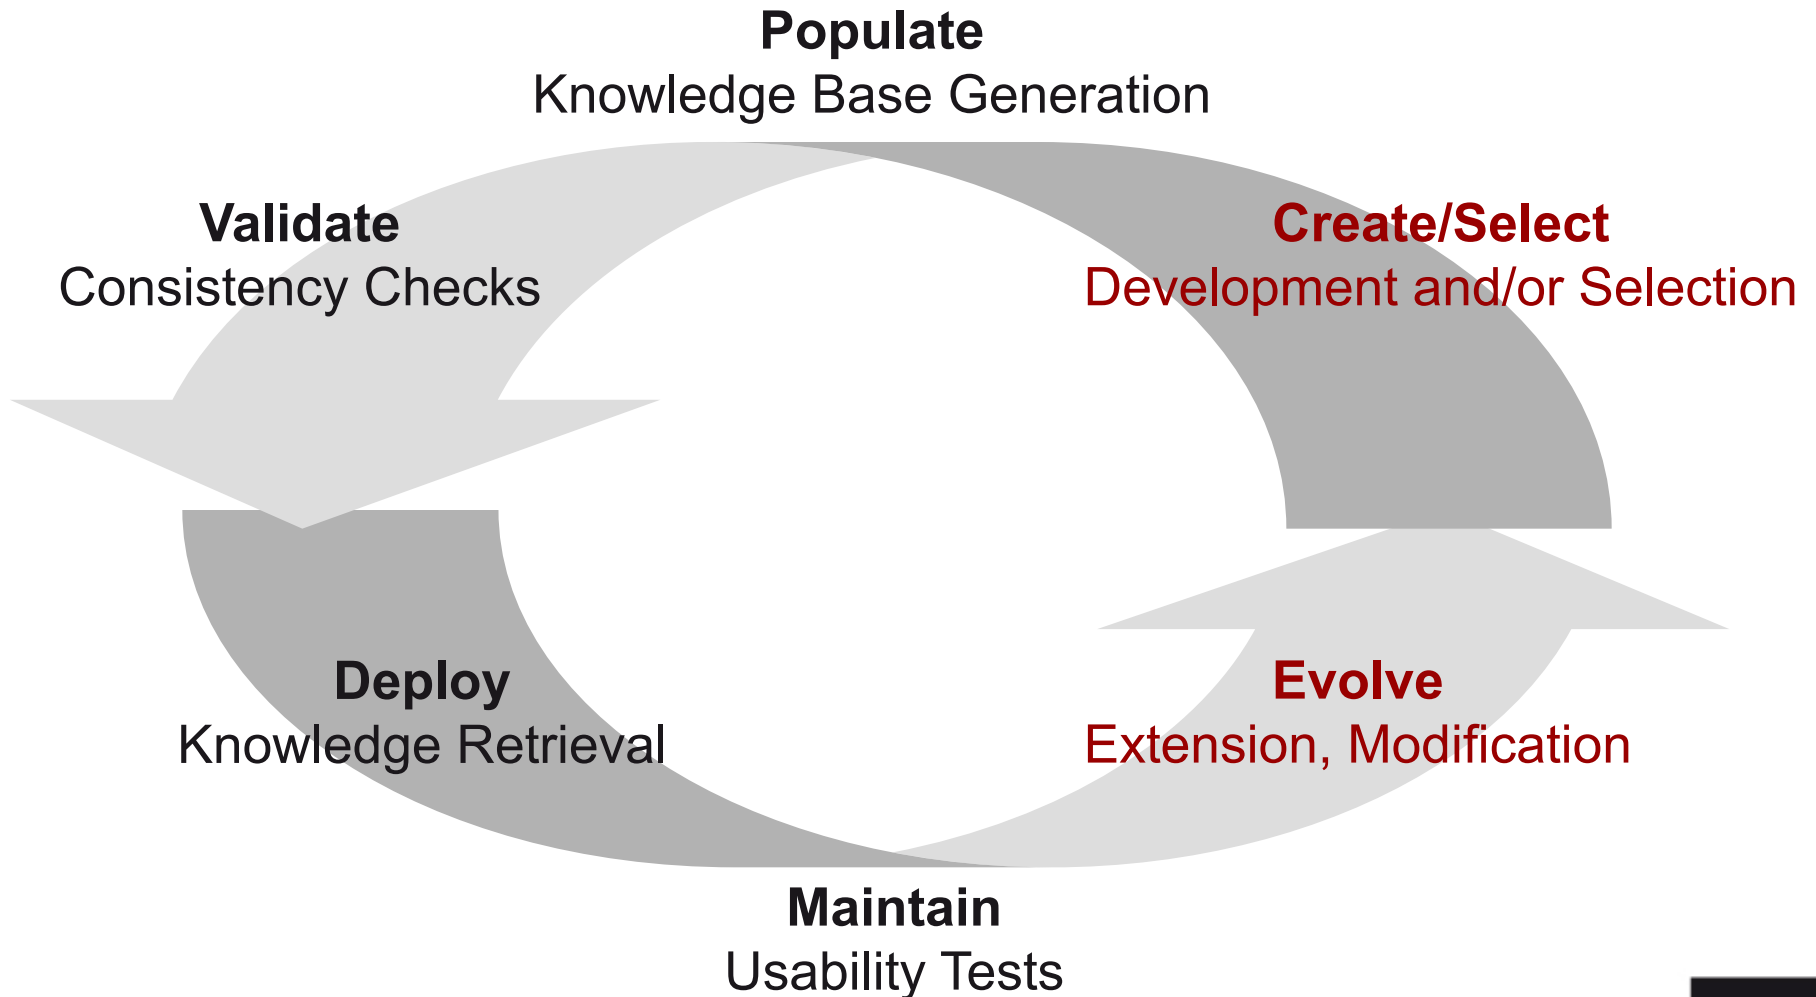 Populate
Knowledge Base Generation
Validate
Consistency Checks
Create/Select
Development and/or Selection
Deploy
Knowledge Retrieval
Evolve
Extension, Modification
Maintain
Usability Tests